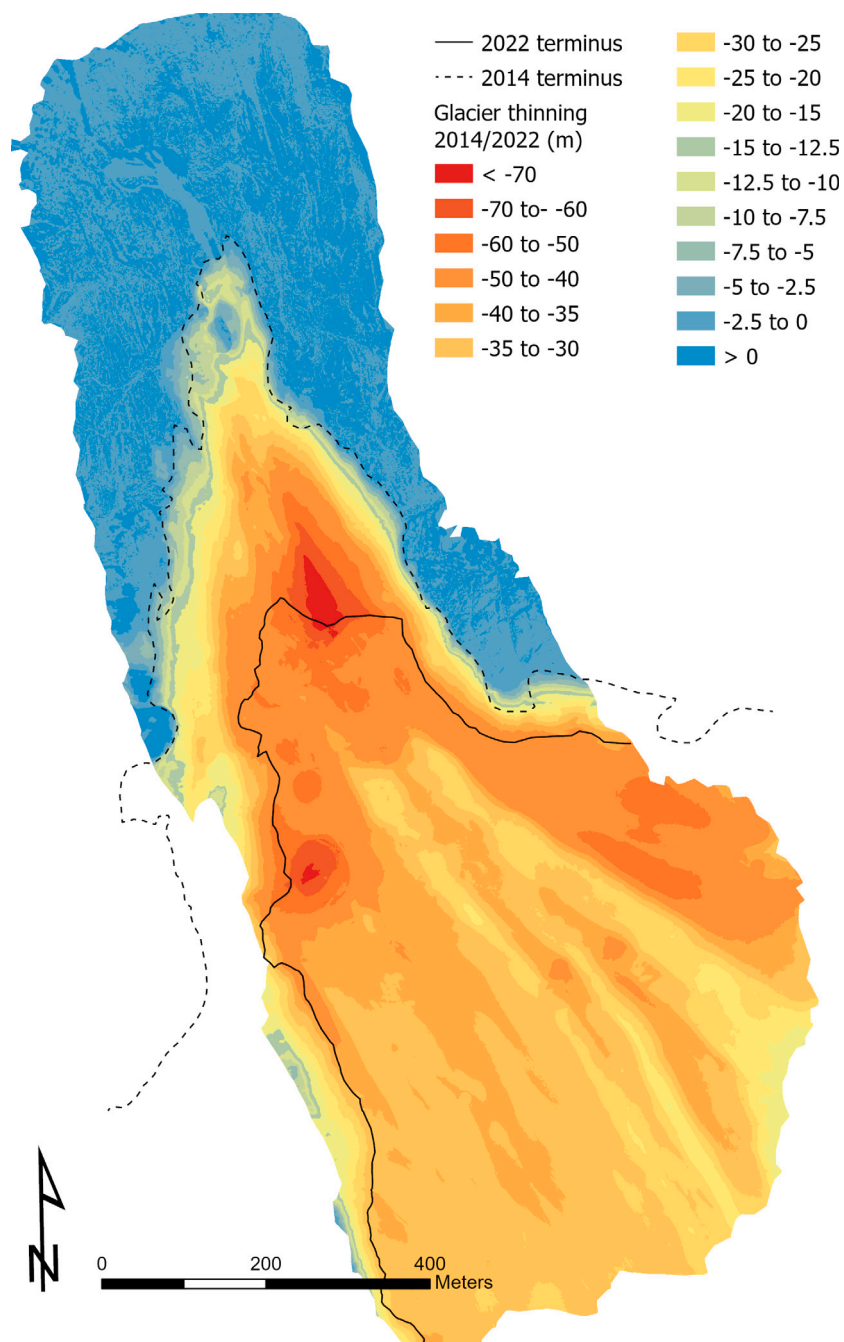 2022 terminus
2014 terminus
Glacier thinning
2014/2022 (m)
< -70
-70 to- -60
-60 to -50
-50 to -40
-40 to -35
-35 to -30
-30 to -25
-25 to -20
-20 to -15
-15 to -12.5
-12.5 to -10
-10 to -7.5
-7.5 to -5
-5 to -2.5
-2.5 to 0
> 0
N
0 200 400
Meters